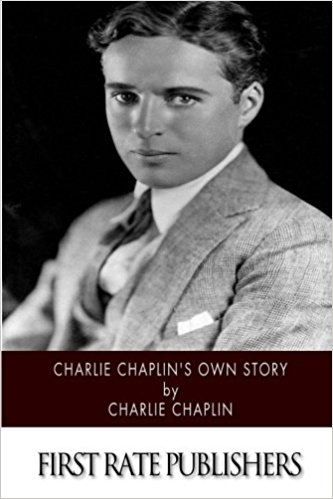 CHARLIE CHAPLIN'S OWN STORY
by
CHARLIE CHAPLIN
FIRST RATE PUBLISHERS